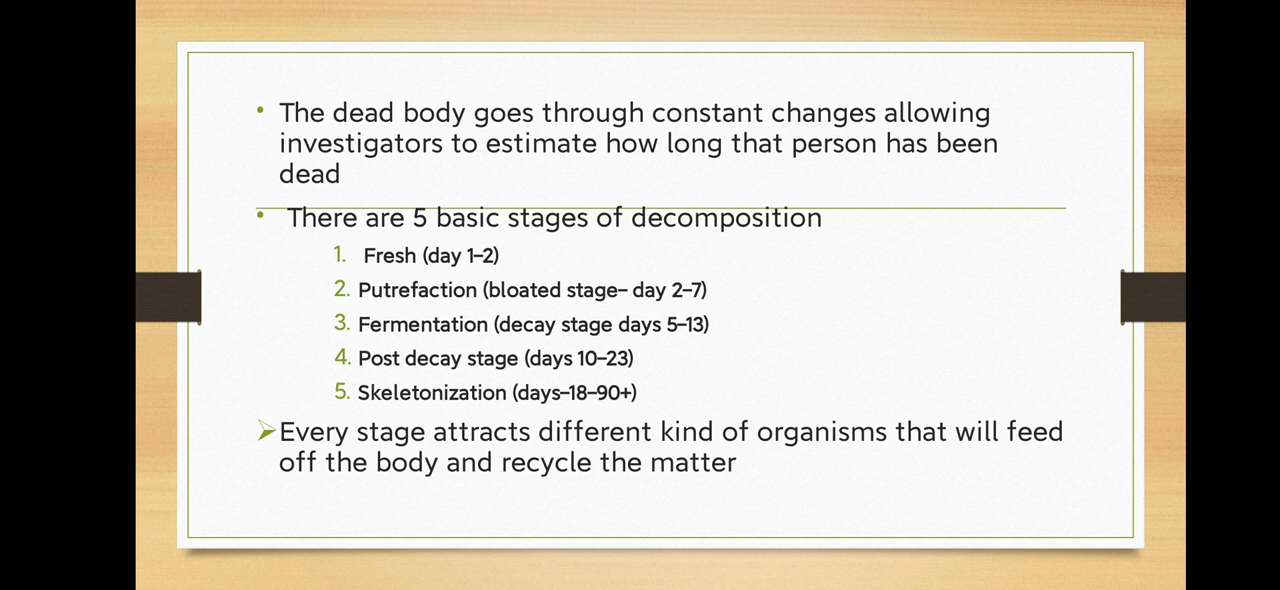 • The dead body goes through constant changes allowing
investigators to estimate how long that person has been
dead
• There are 5 basic stages of decomposition
1. Fresh (day 1–2)
2. Putrefaction (bloated stage– day 2–7)
3. Fermentation (decay stage days 5–13)
4. Post decay stage (days 10–23)
5. Skeletonization (days–18–90+)
➢Every stage attracts different kind of organisms that will feed
off the body and recycle the matter